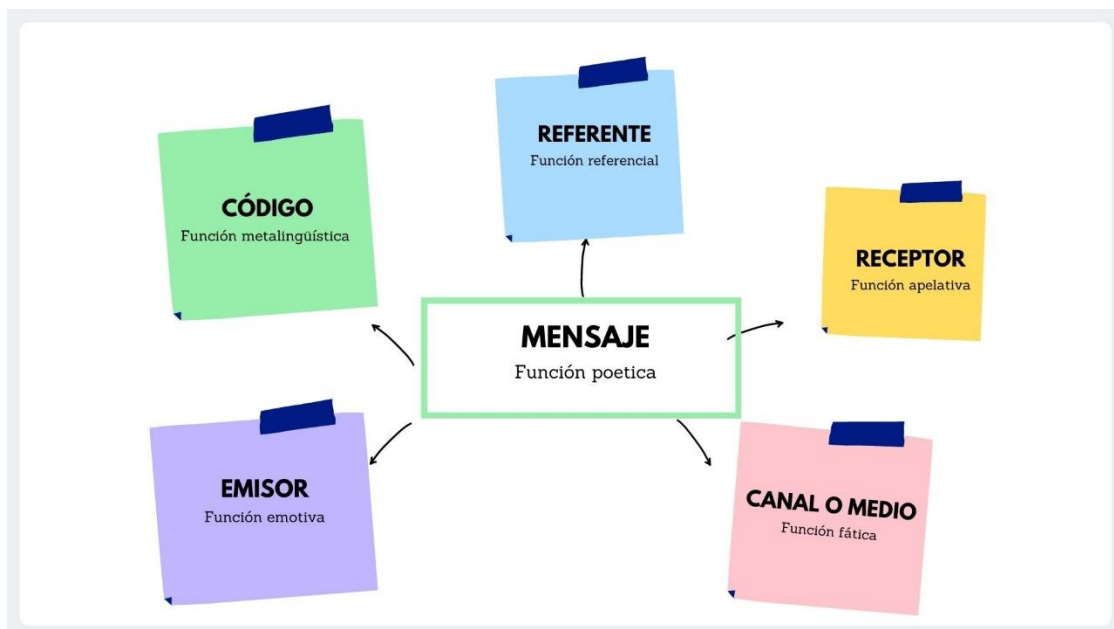 REFERENTE
Función referencial
CÓDIGO
Función metalingüística
RECEPTOR
Función apelativa
MENSAJE
Función poetica
EMISOR
Función emotiva
CANAL O MEDIO
Función fática